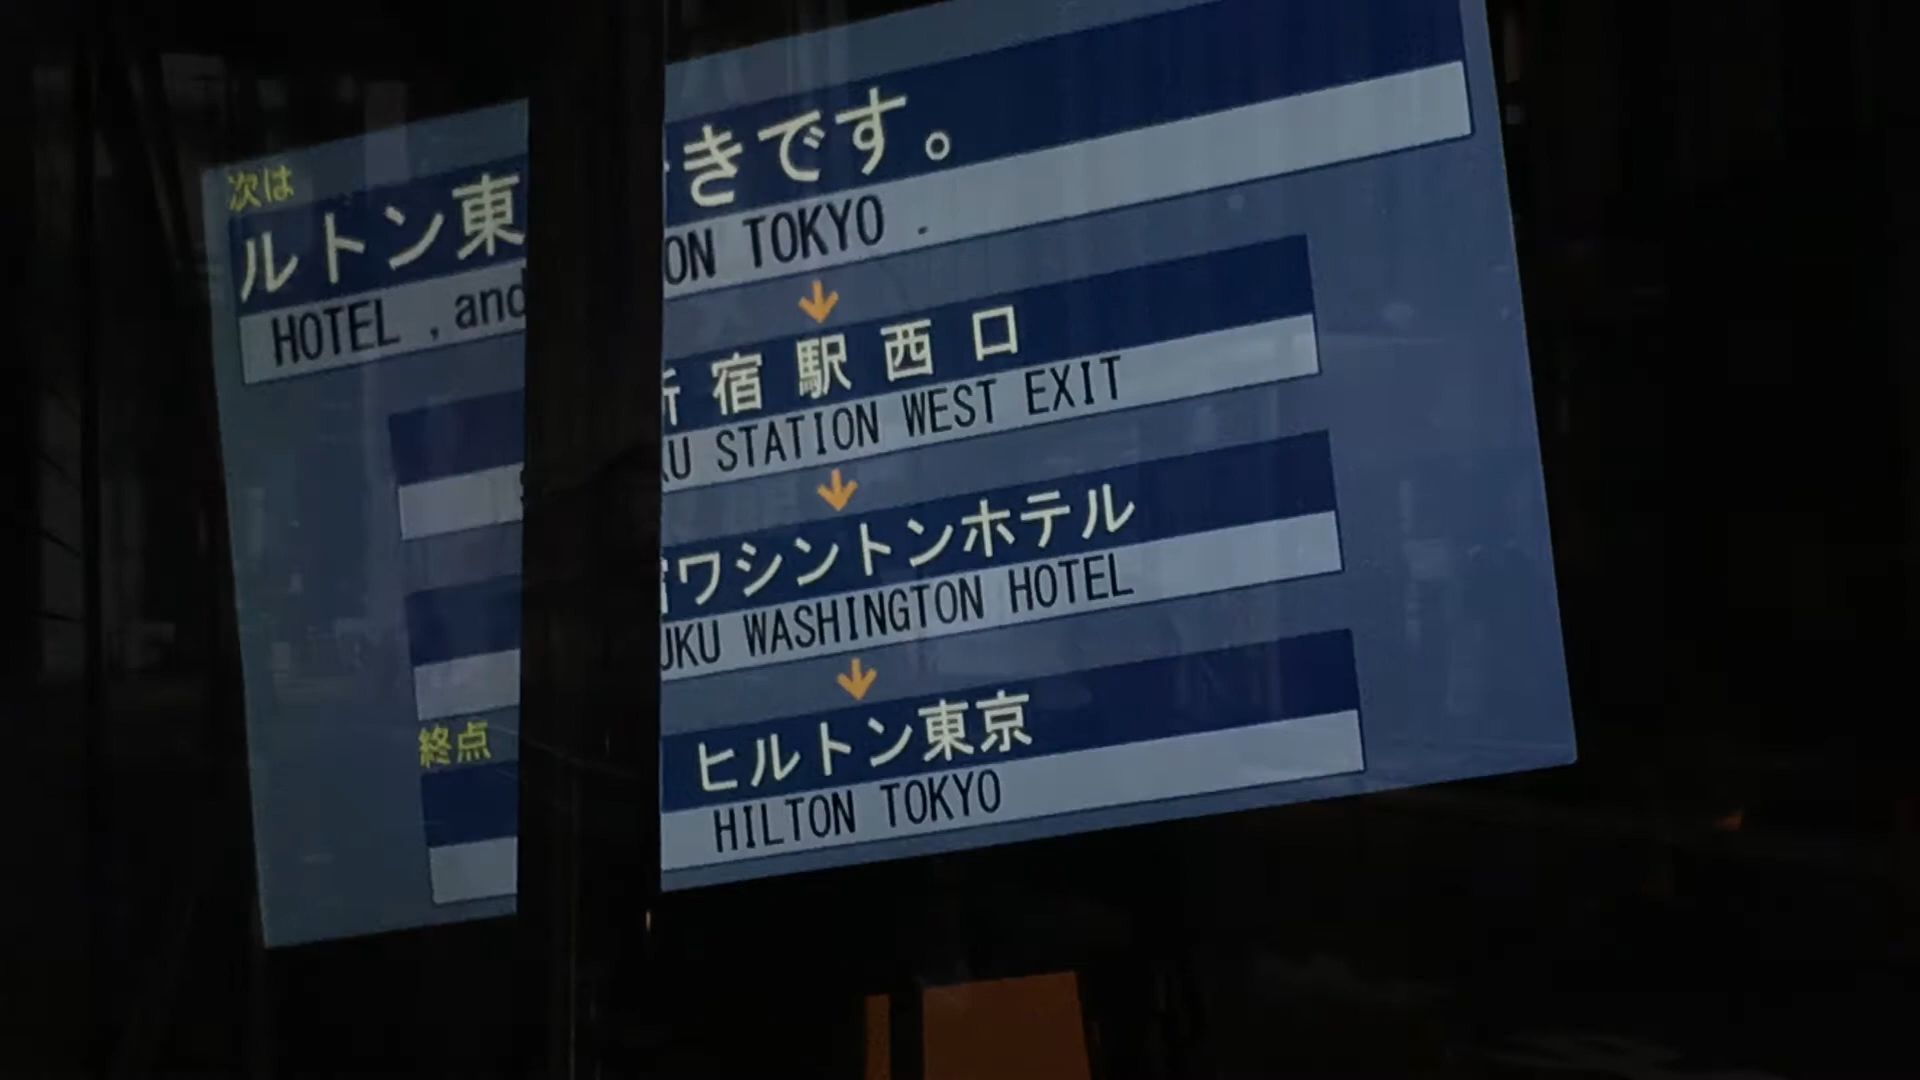 次は
ルトン東 きです。
HOTEL , and ON TOKYO .
宿駅西口
KU STATION WEST EXIT
ワシントンホテル
UKU WASHINGTON HOTEL
終点
ヒルトン東京
HILTON TOKYO